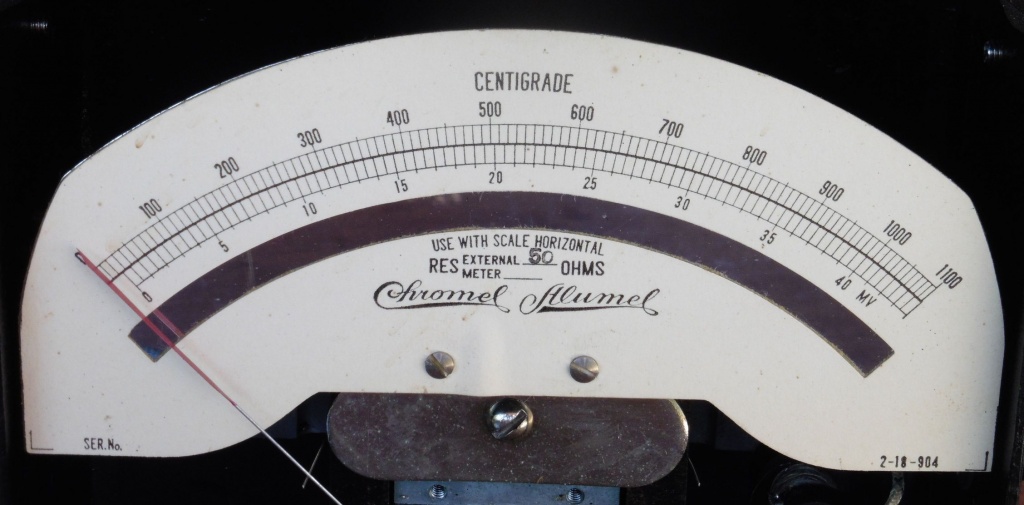 CENTIGRADE
100 200 300 400 500 600 700 800 900 1000 1100
0 5 10 15 20 25 30 35 40 MV
USE WITH SCALE HORIZONTAL
RES EXTERNAL 50 OHMS
METER
Chromel Alumel
SER.No.
2-18-904